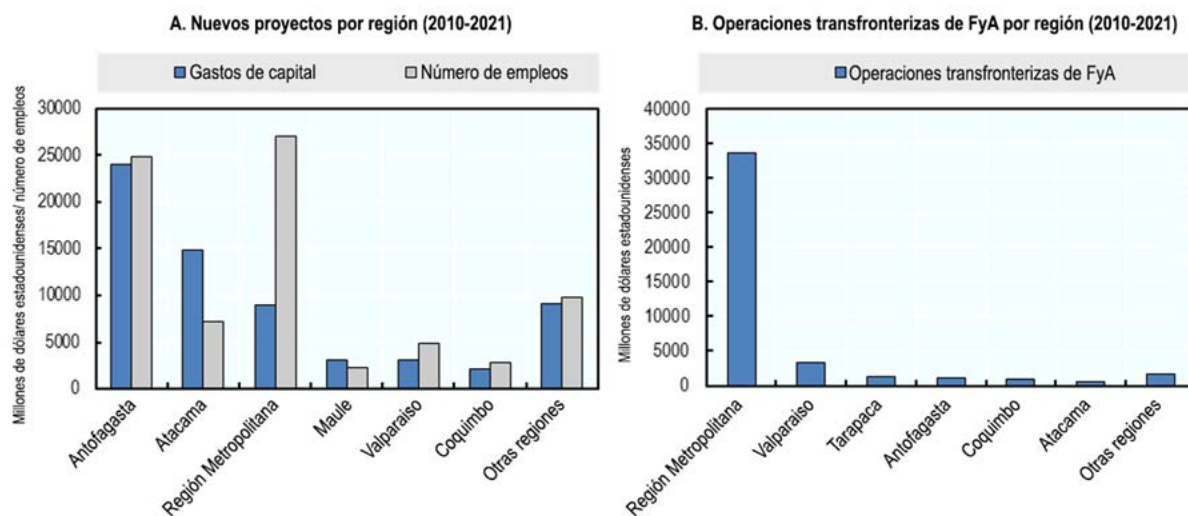 A. Nuevos proyectos por región (2010-2021)
Gastos de capital
Número de empleos
Millones de dólares estadounidenses/ número de empleos
30000
25000
20000
15000
10000
5000
0
Antofagasta
Atacama
Región Metropolitana
Maule
Valparaiso
Coquimbo
Otras regiones
B. Operaciones transfronterizas de FyA por región (2010-2021)
Operaciones transfronterizas de FyA
Millones de dólares estadounidenses
40000
35000
30000
25000
20000
15000
10000
5000
0
Región Metropolitana
Valparaiso
Tarapaca
Antofagasta
Coquimbo
Atacama
Otras regiones